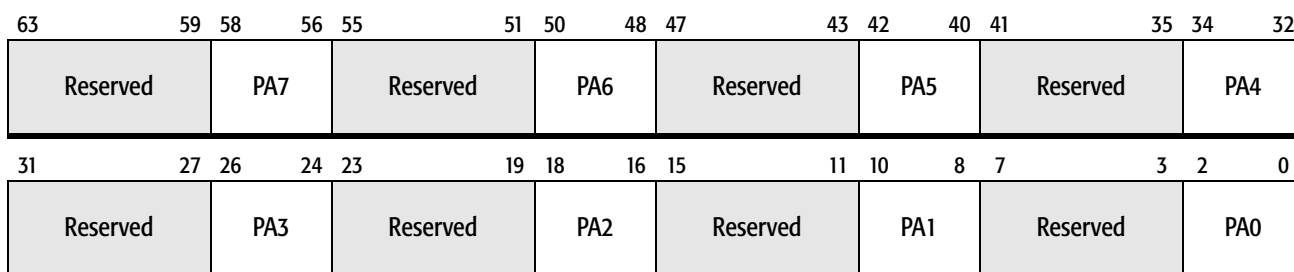 63 59 58 56 55 51 50 48 47 43 42 40 41 35 34 32
Reserved PA7 Reserved PA6 Reserved PA5 Reserved PA4
31 27 26 24 23 19 18 16 15 11 10 8 7 3 2 0
Reserved PA3 Reserved PA2 Reserved PA1 Reserved PA0